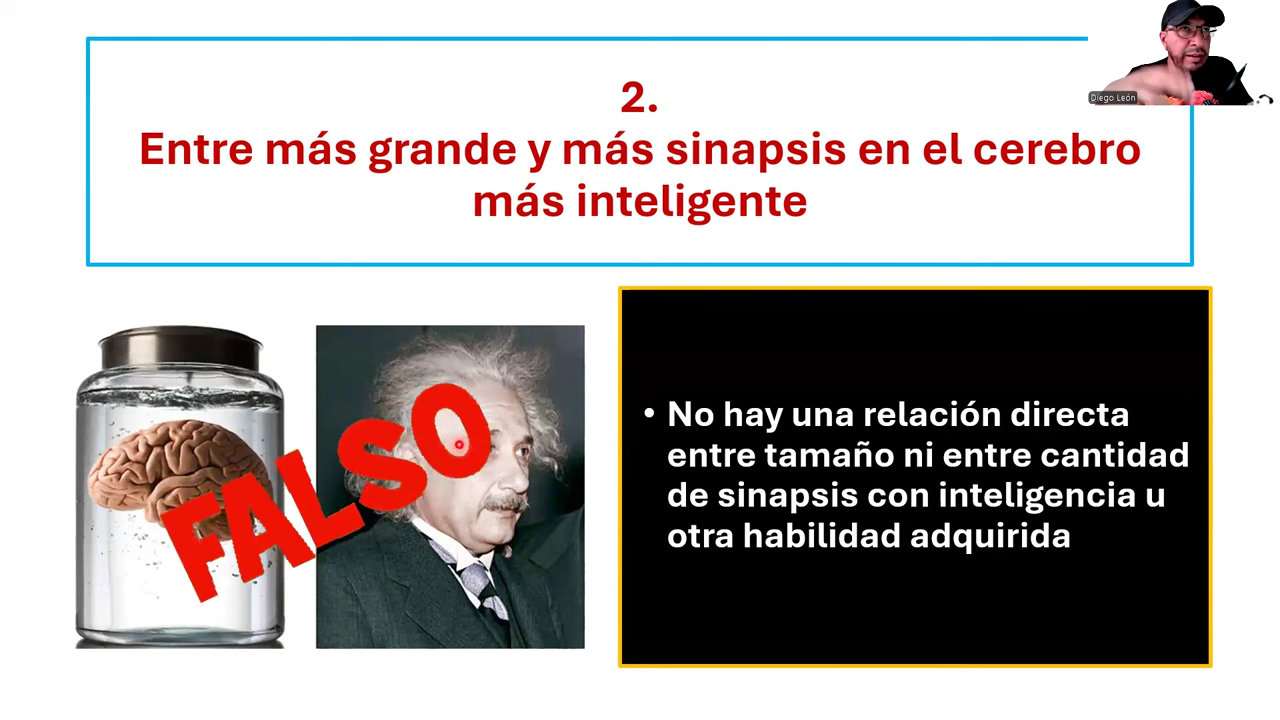 Diego León
2.
Entre más grande y más sinapsis en el cerebro
más inteligente
FALSO
• No hay una relación directa
entre tamaño ni entre cantidad
de sinapsis con inteligencia u
otra habilidad adquirida